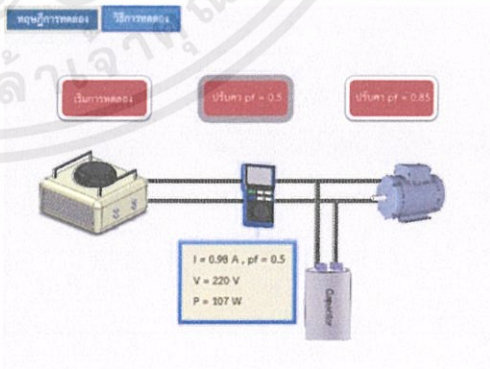 ทฤษฎีการทดลอง วิธีการทดลอง
เริ่มการทดลอง ปรับค่า pf = 0.5 ปรับค่า pf = 0.85
I = 0.98 A , pf = 0.5
V = 220 V
P = 107 W
Capacitor